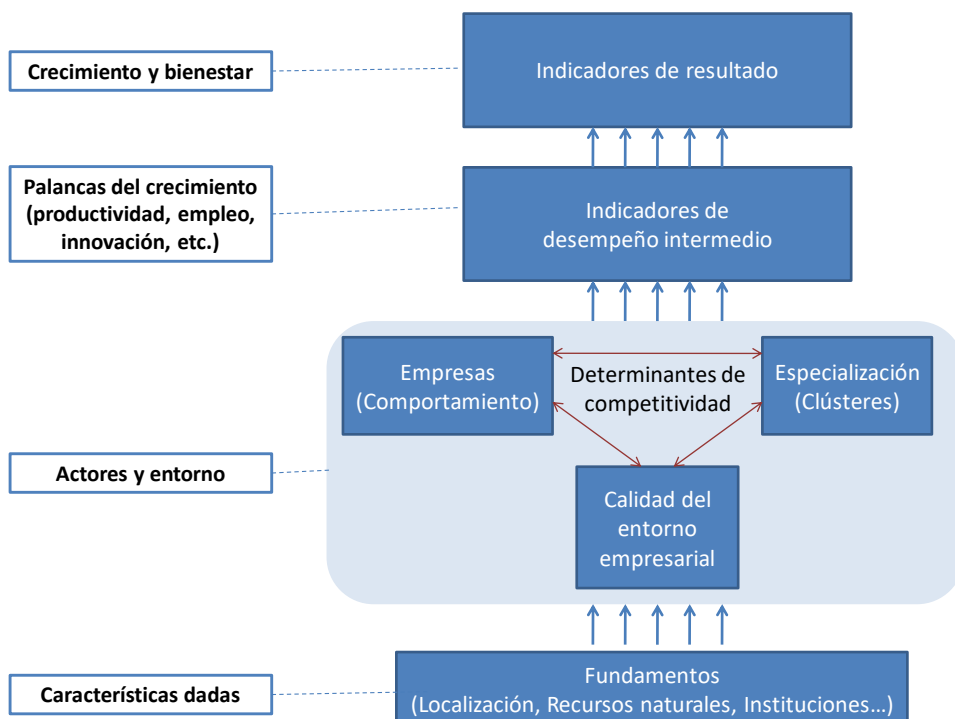 Crecimiento y bienestar
Indicadores de resultado
Palancas del crecimiento
(productividad, empleo,
innovación, etc.)
Indicadores de
desempeño intermedio
Empresas
(Comportamiento)
Determinantes de
competitividad
Especialización
(Clústeres)
Actores y entorno
Calidad del
entorno
empresarial
Características dadas
Fundamentos
(Localización, Recursos naturales, Instituciones...)